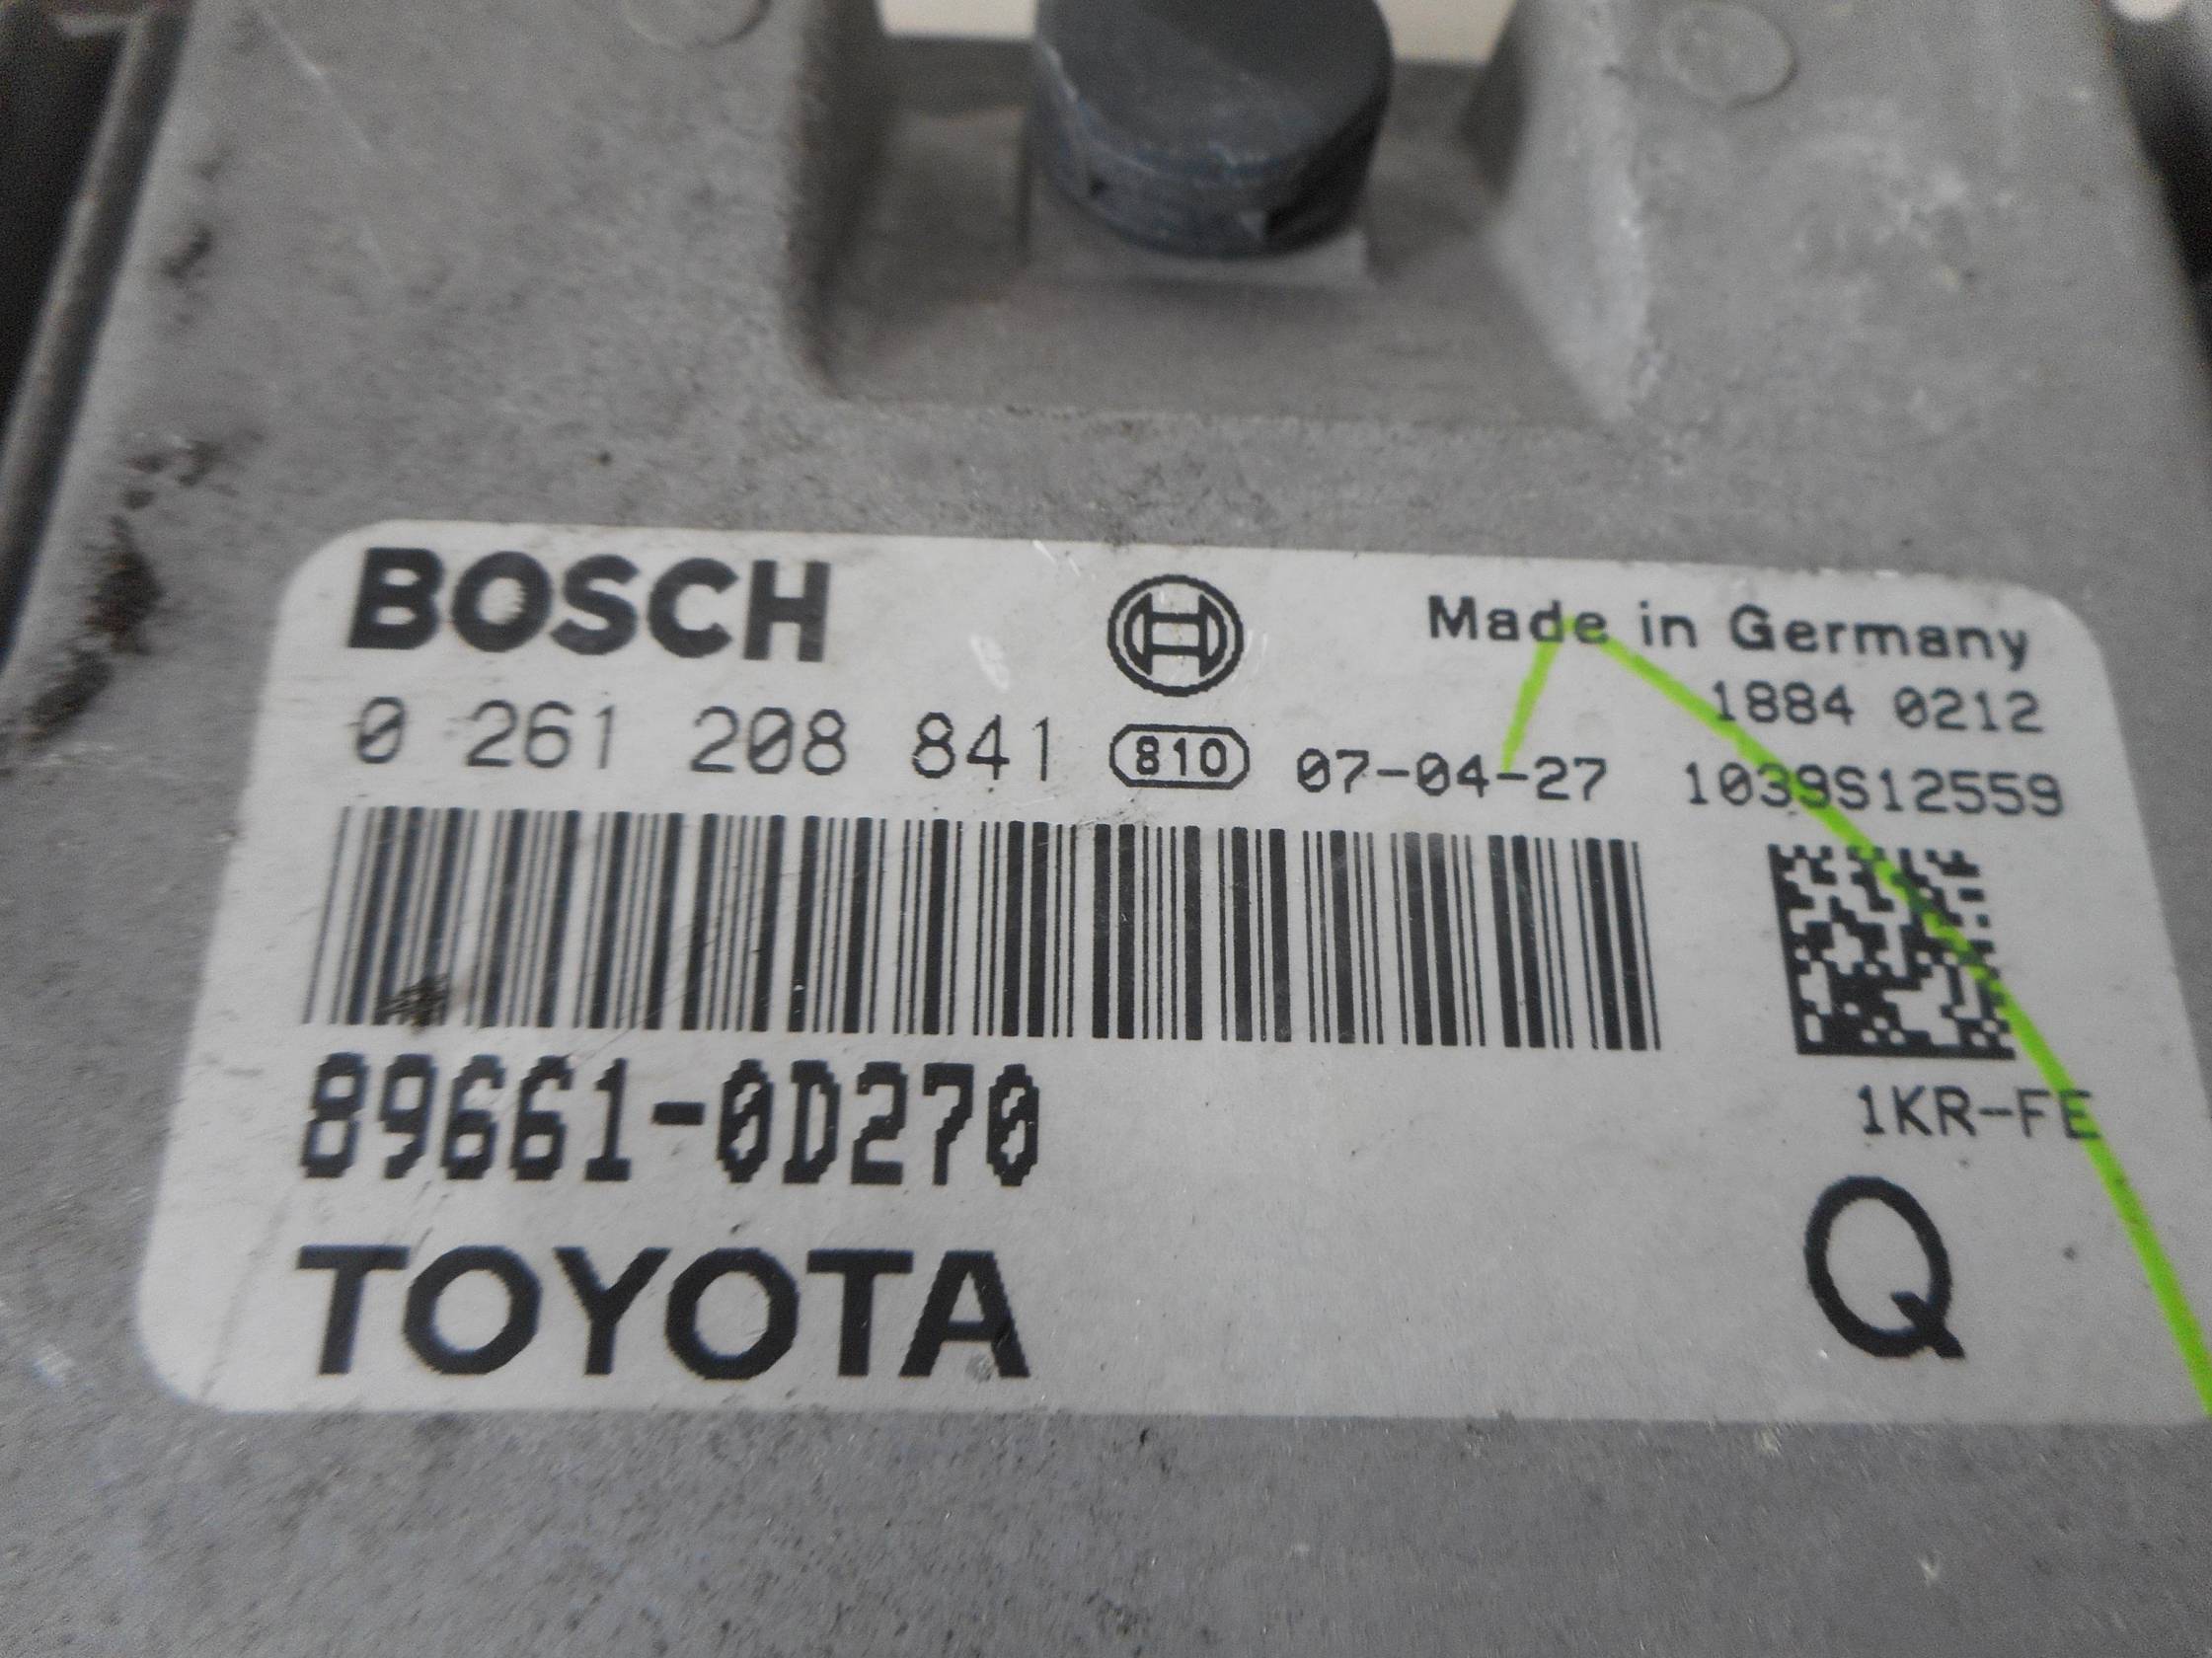 BOSCH
Made in Germany
1884 0212
0 261 208 841 810 07-04-27 1039S12559
89661-0D270
1KR-FE
TOYOTA
Q